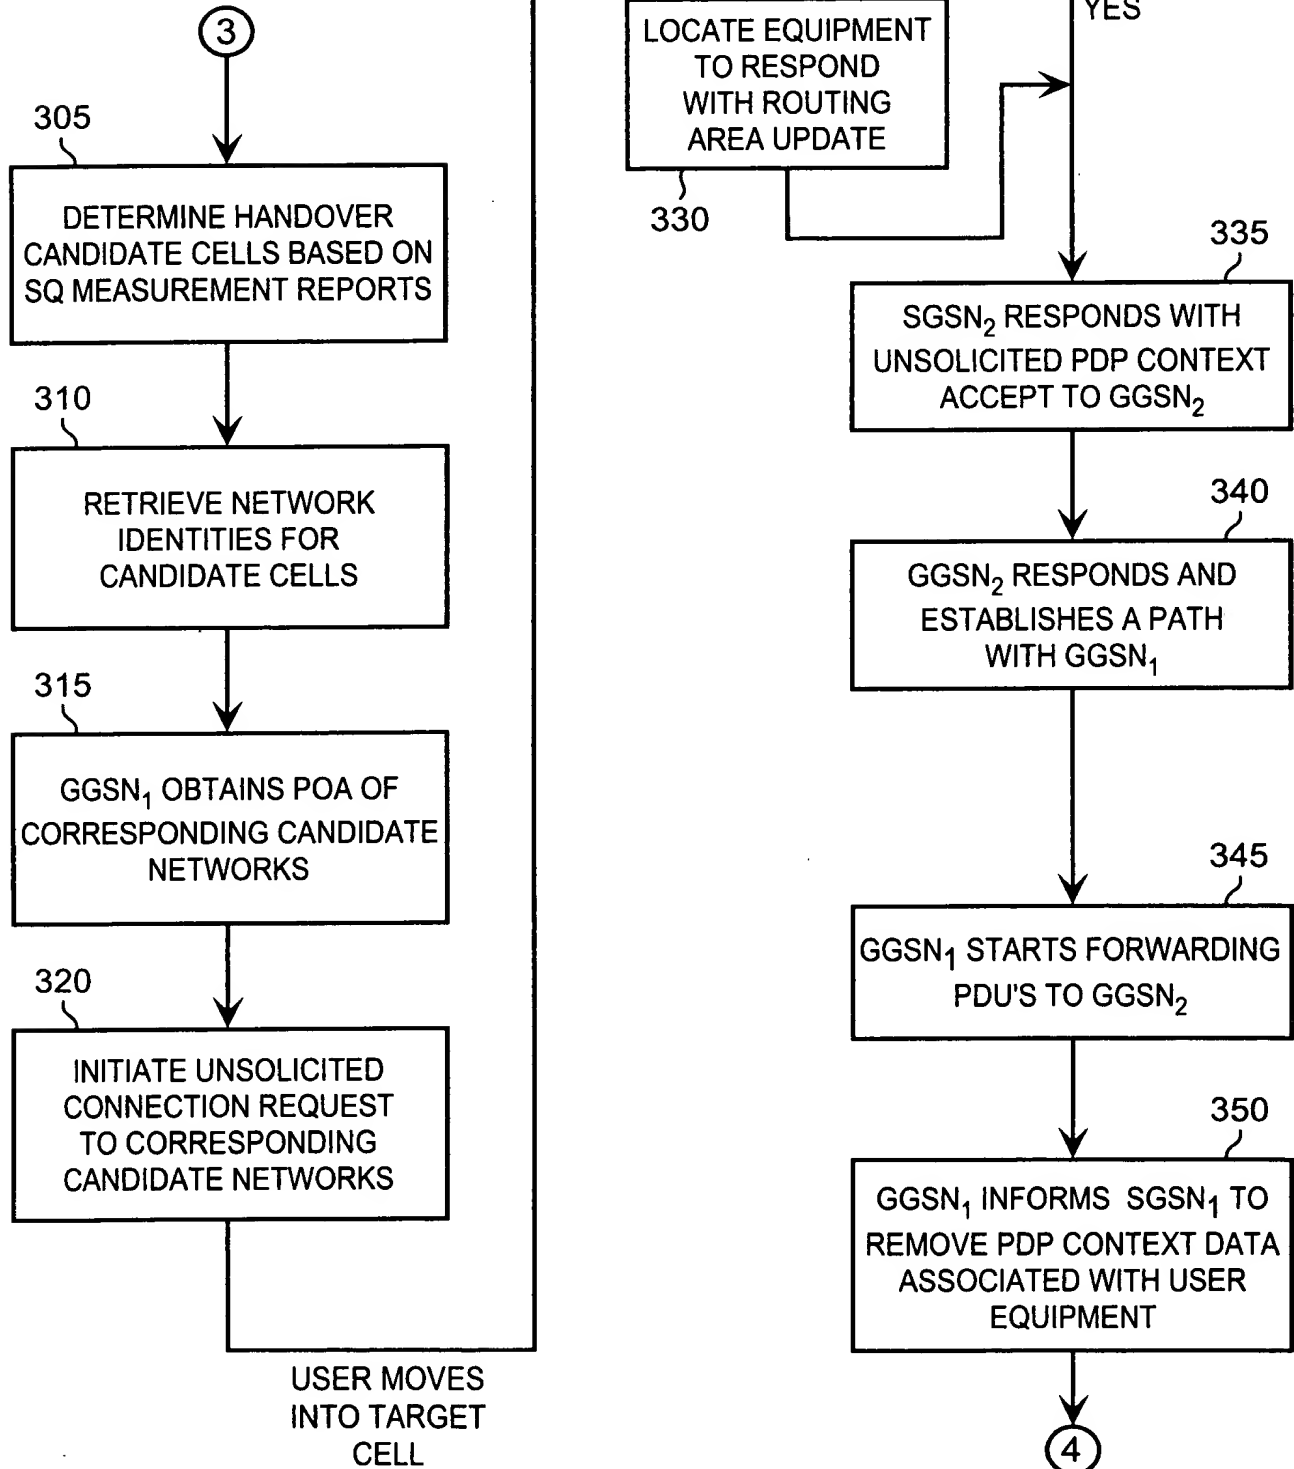 3
305
DETERMINE HANDOVER
CANDIDATE CELLS BASED ON
SQ MEASUREMENT REPORTS
310
RETRIEVE NETWORK
IDENTITIES FOR
CANDIDATE CELLS
315
GGSN1 OBTAINS POA OF
CORRESPONDING CANDIDATE
NETWORKS
320
INITIATE UNSOLICITED
CONNECTION REQUEST
TO CORRESPONDING
CANDIDATE NETWORKS
USER MOVES
INTO TARGET
CELL
LOCATE EQUIPMENT
TO RESPOND
WITH ROUTING
AREA UPDATE
330
YES
335
SGSN2 RESPONDS WITH
UNSOLICITED PDP CONTEXT
ACCEPT TO GGSN2
340
GGSN2 RESPONDS AND
ESTABLISHES A PATH
WITH GGSN1
345
GGSN1 STARTS FORWARDING
PDU'S TO GGSN2
350
GGSN1 INFORMS SGSN1 TO
REMOVE PDP CONTEXT DATA
ASSOCIATED WITH USER
EQUIPMENT
4